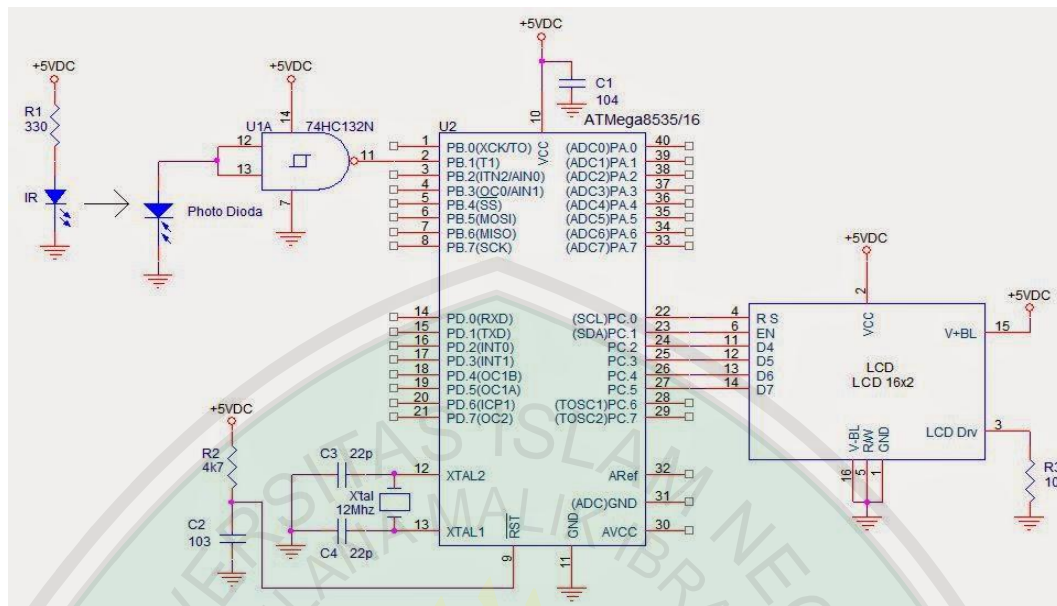 +5VDC
R1
330
IR
Photo Dioda
+5VDC
14
U1A
74HC132N
12
13
11
7
+5VDC
C1
104
10
VCC
U2
ATMega8535/16
1 PB.0(XCK/TO)
2 PB.1(T1)
3 PB.2(ITN2/AIN0)
4 PB.3(OC0/AIN1)
5 PB.4(SS)
6 PB.5(MOSI)
7 PB.6(MISO)
8 PB.7(SCK)
(ADC0)PA.0 40
(ADC1)PA.1 39
(ADC2)PA.2 38
(ADC3)PA.3 37
(ADC4)PA.4 36
(ADC5)PA.5 35
(ADC6)PA.6 34
(ADC7)PA.7 33
14 PD.0(RXD)
15 PD.1(TXD)
16 PD.2(INT0)
17 PD.3(INT1)
18 PD.4(OC1B)
19 PD.5(OC1A)
20 PD.6(ICP1)
21 PD.7(OC2)
(SCL)PC.0 22
(SDA)PC.1 23
PC.2 24
PC.3 25
PC.4 26
PC.5 27
(TOSC1)PC.6 28
(TOSC2)PC.7 29
12 XTAL2
13 XTAL1
RST
9
GND
11
ARef 32
(ADC)GND 31
AVCC 30
+5VDC
R2
4k7
C2
103
C3 22p
X'tal
12Mhz
C4 22p
+5VDC
2
VCC
4 RS
6 EN
11 D4
12 D5
13 D6
14 D7
LCD
LCD 16x2
V+BL 15
+5VDC
LCD Drv 3
V-BL
R/W
GND
16
5
1
R3
ERSITAS ISLAM NEG
LANA MALIK IBRA